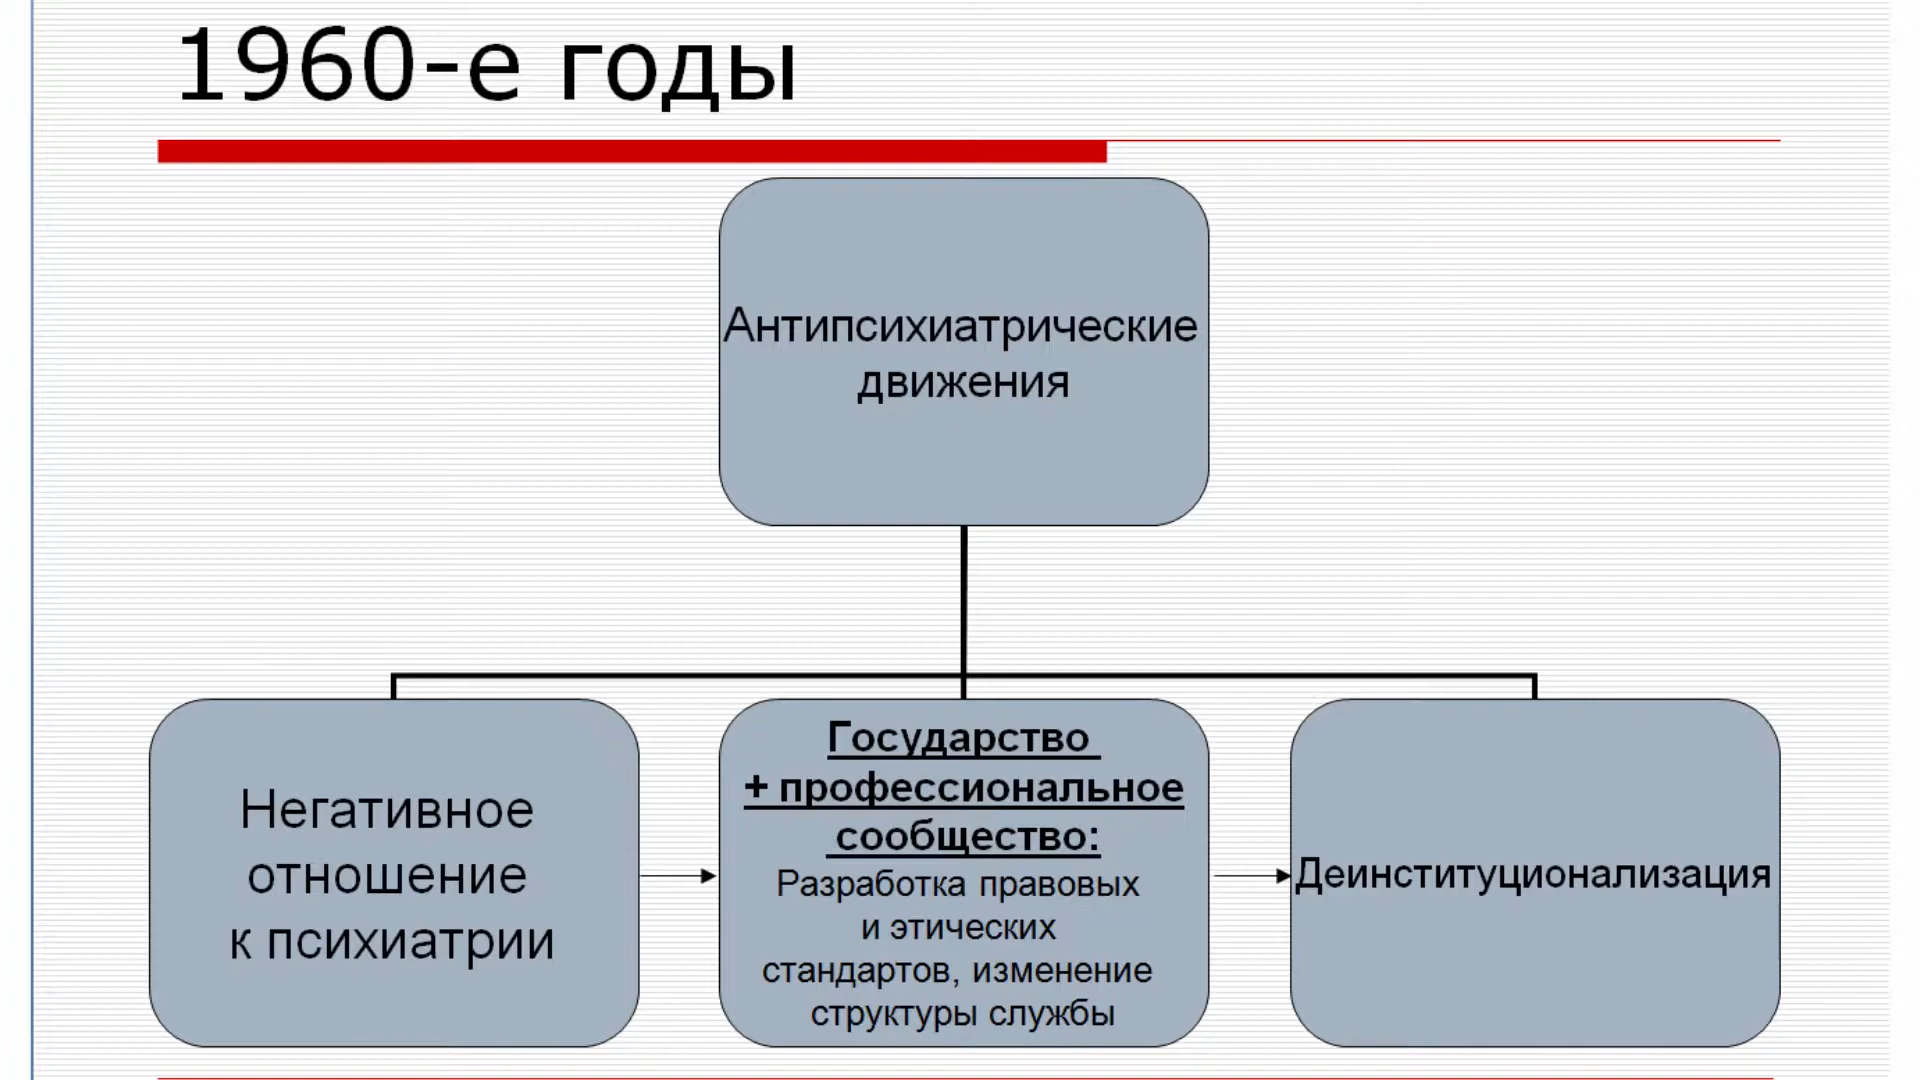 1960-е годы
Антипсихиатрические
движения
Негативное
отношение
к психиатрии
Государство
+ профессиональное
сообщество:
Разработка правовых
и этических
стандартов, изменение
структуры службы
Деинституционализация